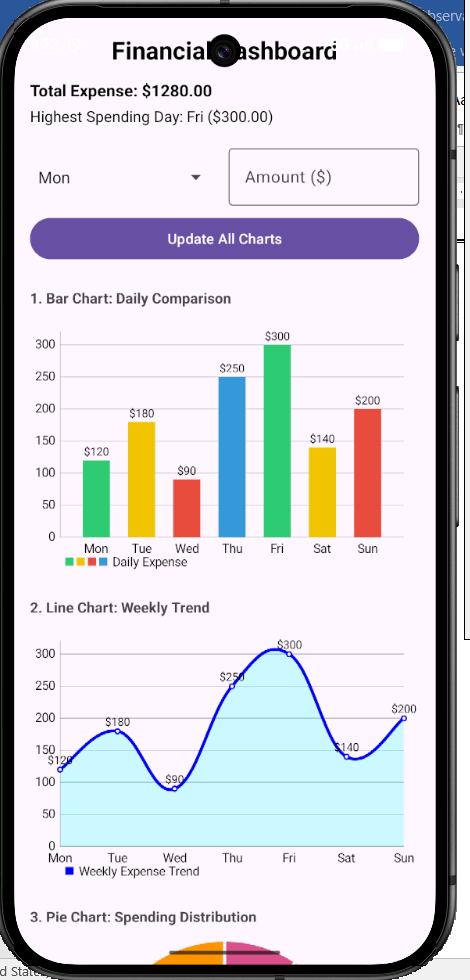 Financial Dashboard
Total Expense: $1280.00
Highest Spending Day: Fri ($300.00)
Mon
Amount ($)
Update All Charts
1. Bar Chart: Daily Comparison
300
250
200
150
100
50
0
$120
$180
$90
$250
$300
$140
$200
Mon Tue Wed Thu Fri Sat Sun
Daily Expense
2. Line Chart: Weekly Trend
300
250
200
150
100
50
0
$120
$180
$90
$250
$300
$140
$200
Mon Tue Wed Thu Fri Sat Sun
Weekly Expense Trend
3. Pie Chart: Spending Distribution